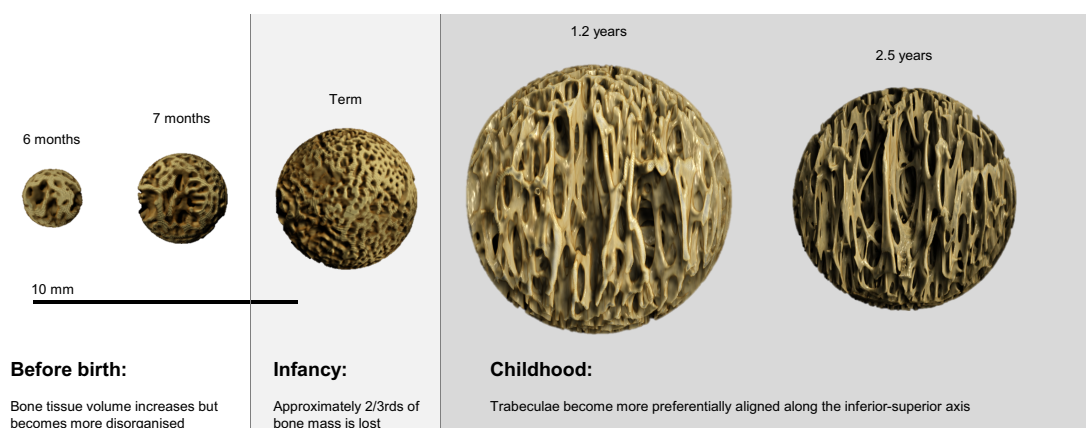 6 months
7 months
Term
1.2 years
2.5 years
10 mm
Before birth:
Bone tissue volume increases but
becomes more disorganised
Infancy:
Approximately 2/3rds of
bone mass is lost
Childhood:
Trabeculae become more preferentially aligned along the inferior-superior axis